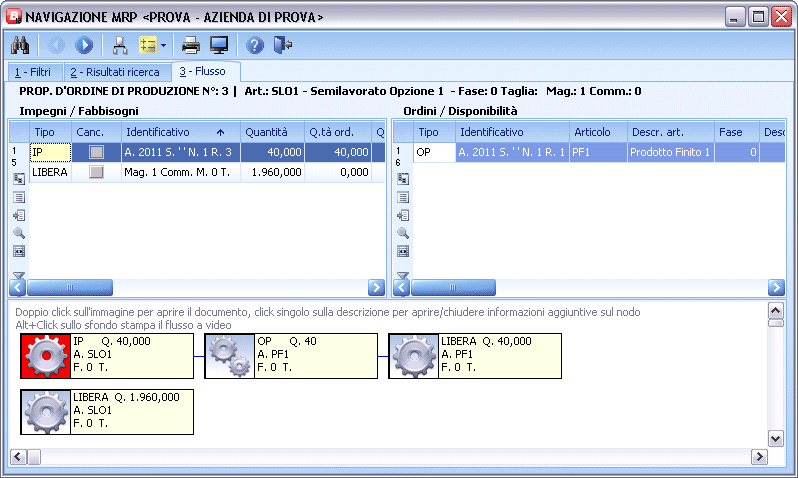 NAVIGAZIONE MRP <PROVA - AZIENDA DI PROVA>
1 - Filtri 2 - Risultati ricerca 3 - Flusso
PROP. D'ORDINE DI PRODUZIONE N°: 3 | Art.: SLO1 - Semilavorato Opzione 1 - Fase: 0 Taglia: Mag.: 1 Comm.: 0
Impegni / Fabbisogni
Tipo Canc. Identificativo Quantità Q.tà ord. Q
1 IP A. 2011 S. ' ' N. 1 R. 3 40,000 40,000
5 LIBERA Mag. 1 Comm. M. 0 T. 1.960,000 0,000
Ordini / Disponibilità
Tipo Identificativo Articolo Descr. art. Fase Desc
1 OP A. 2011 S. ' ' N. 1 R. 1 PF1 Prodotto Finito 1 0
6
Doppio click sull'immagine per aprire il documento, click singolo sulla descrizione per aprire/chiudere informazioni aggiuntive sul nodo
Alt+Click sullo sfondo stampa il flusso a video
IP Q. 40,000
A. SLO1
F. 0 T.
OP Q. 40
A. PF1
F. 0 T.
LIBERA Q. 40,000
A. PF1
F. 0 T.
LIBERA Q. 1.960,000
A. SLO1
F. 0 T.